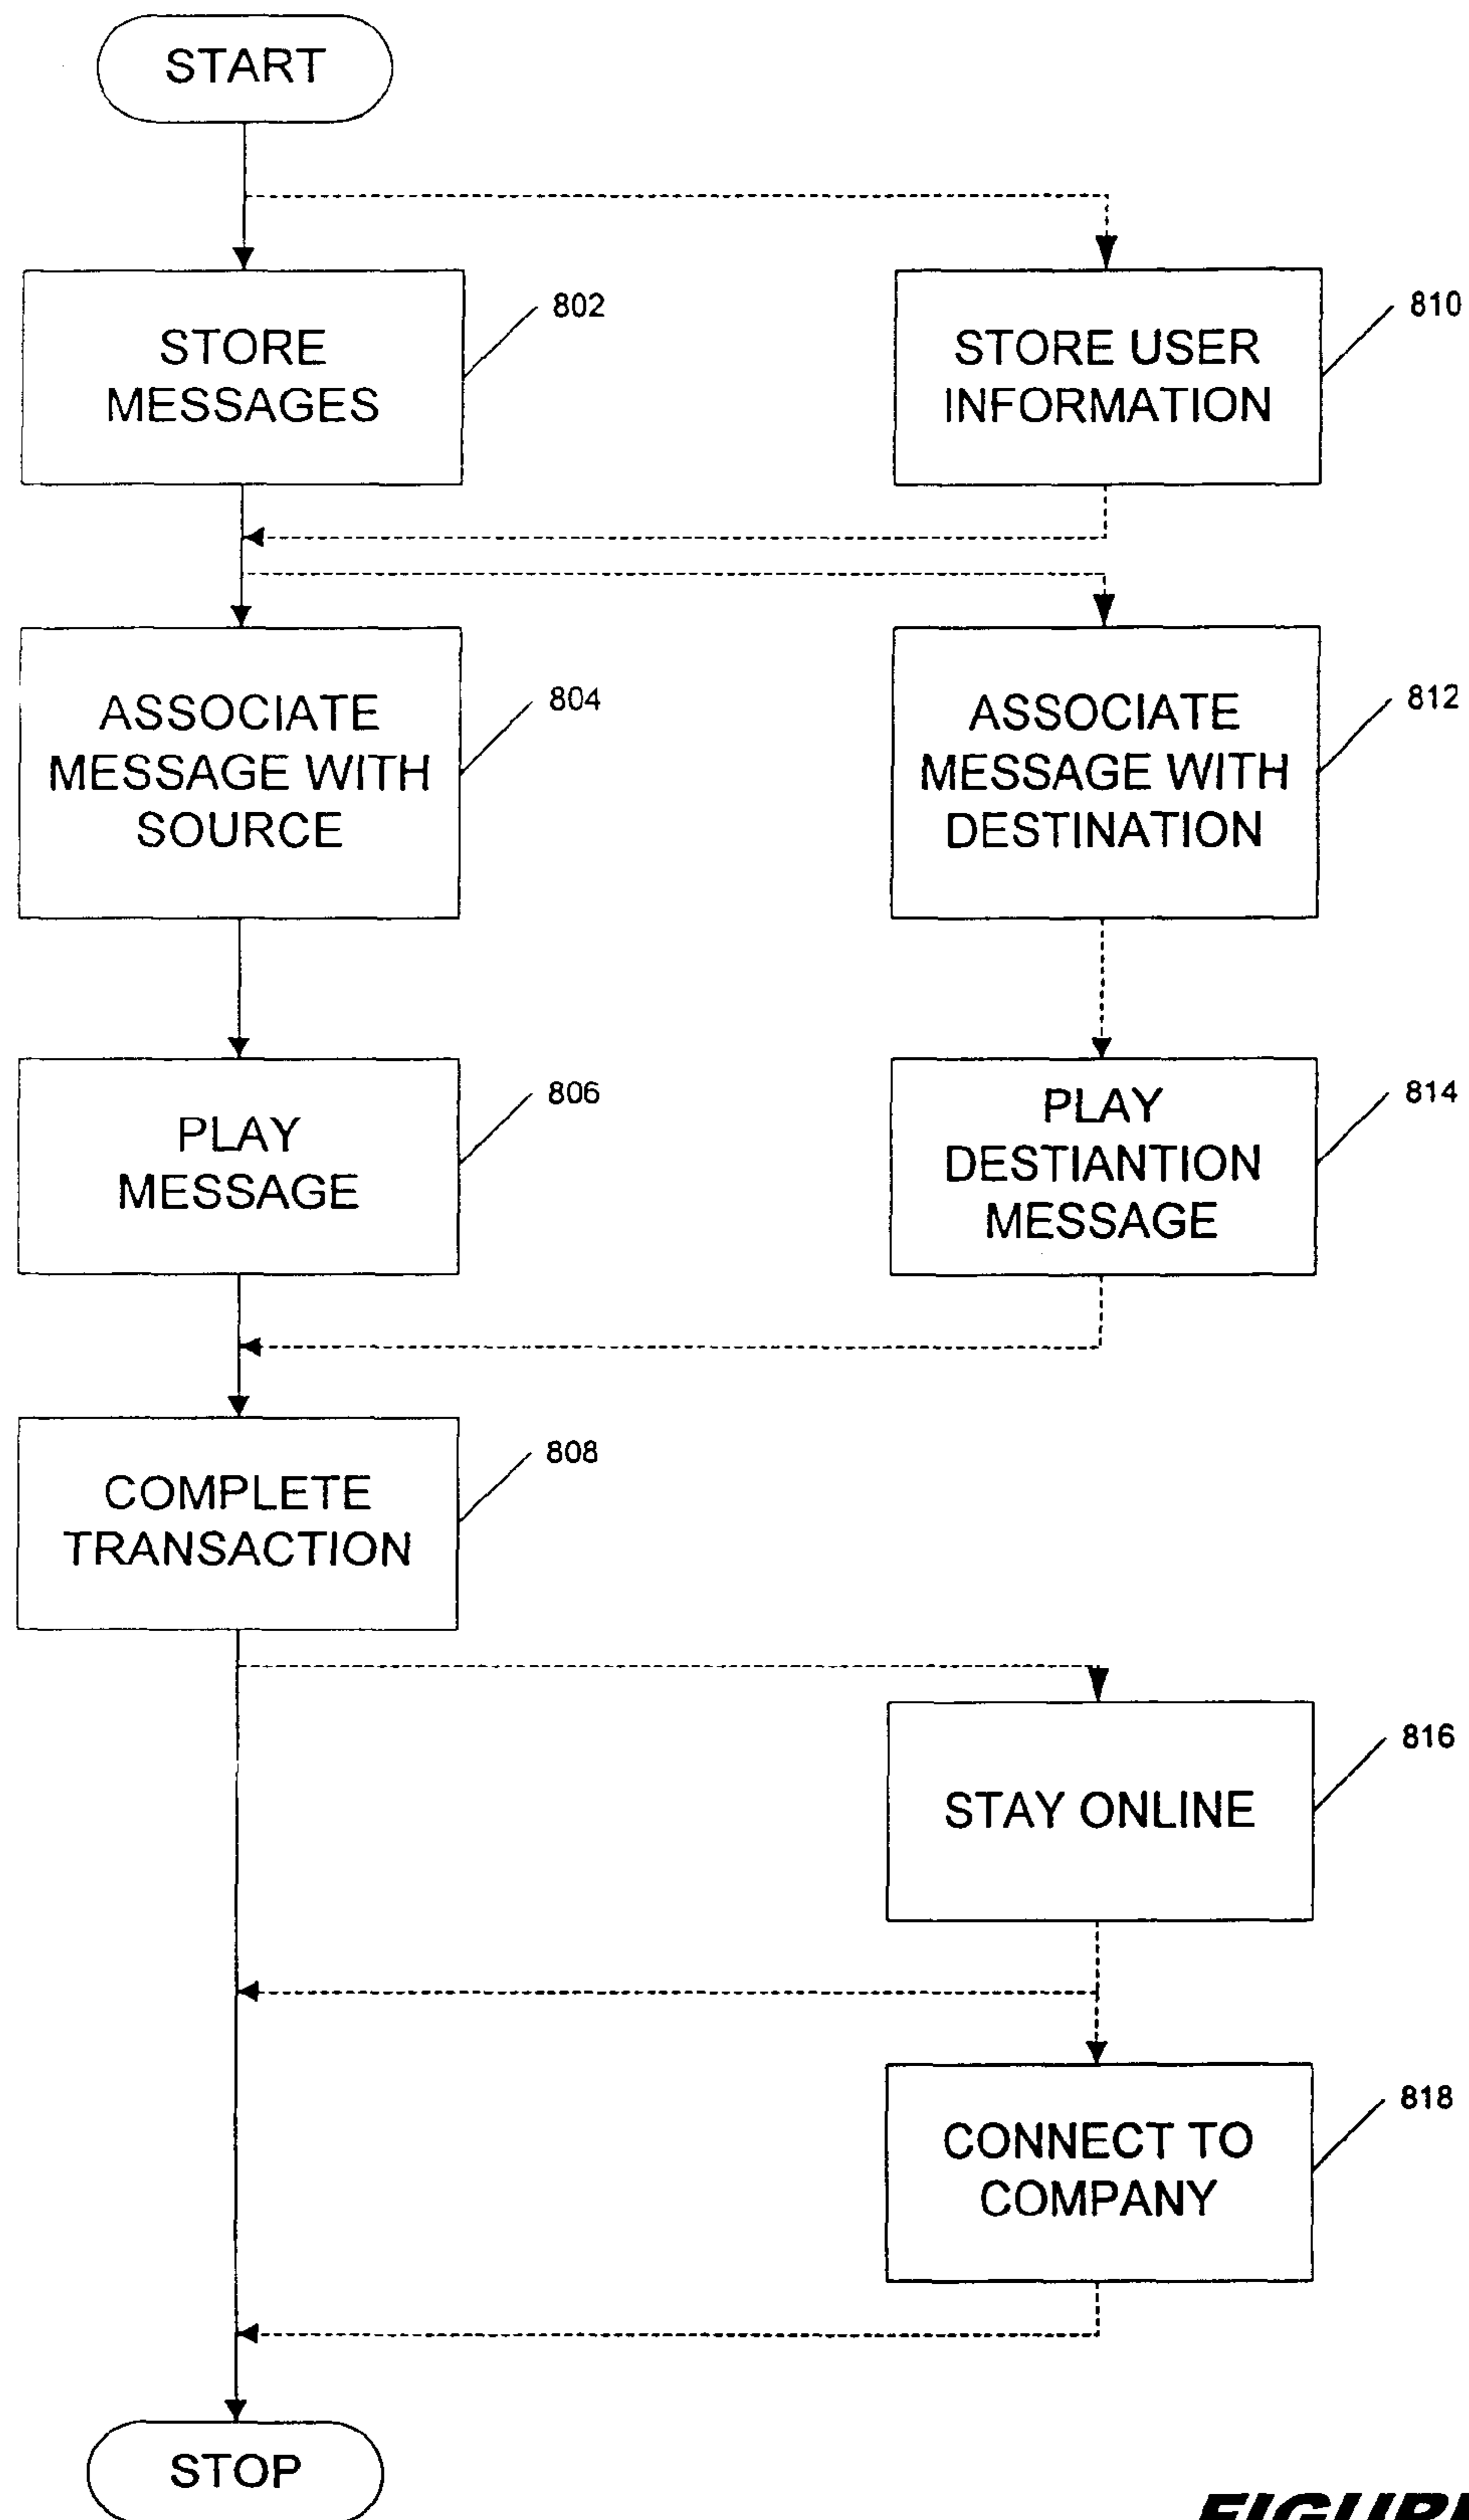 START
STORE
MESSAGES
802
STORE USER
INFORMATION
810
ASSOCIATE
MESSAGE WITH
SOURCE
804
ASSOCIATE
MESSAGE WITH
DESTINATION
812
PLAY
MESSAGE
806
PLAY
DESTIANTION
MESSAGE
814
COMPLETE
TRANSACTION
808
STAY ONLINE
816
CONNECT TO
COMPANY
818
STOP